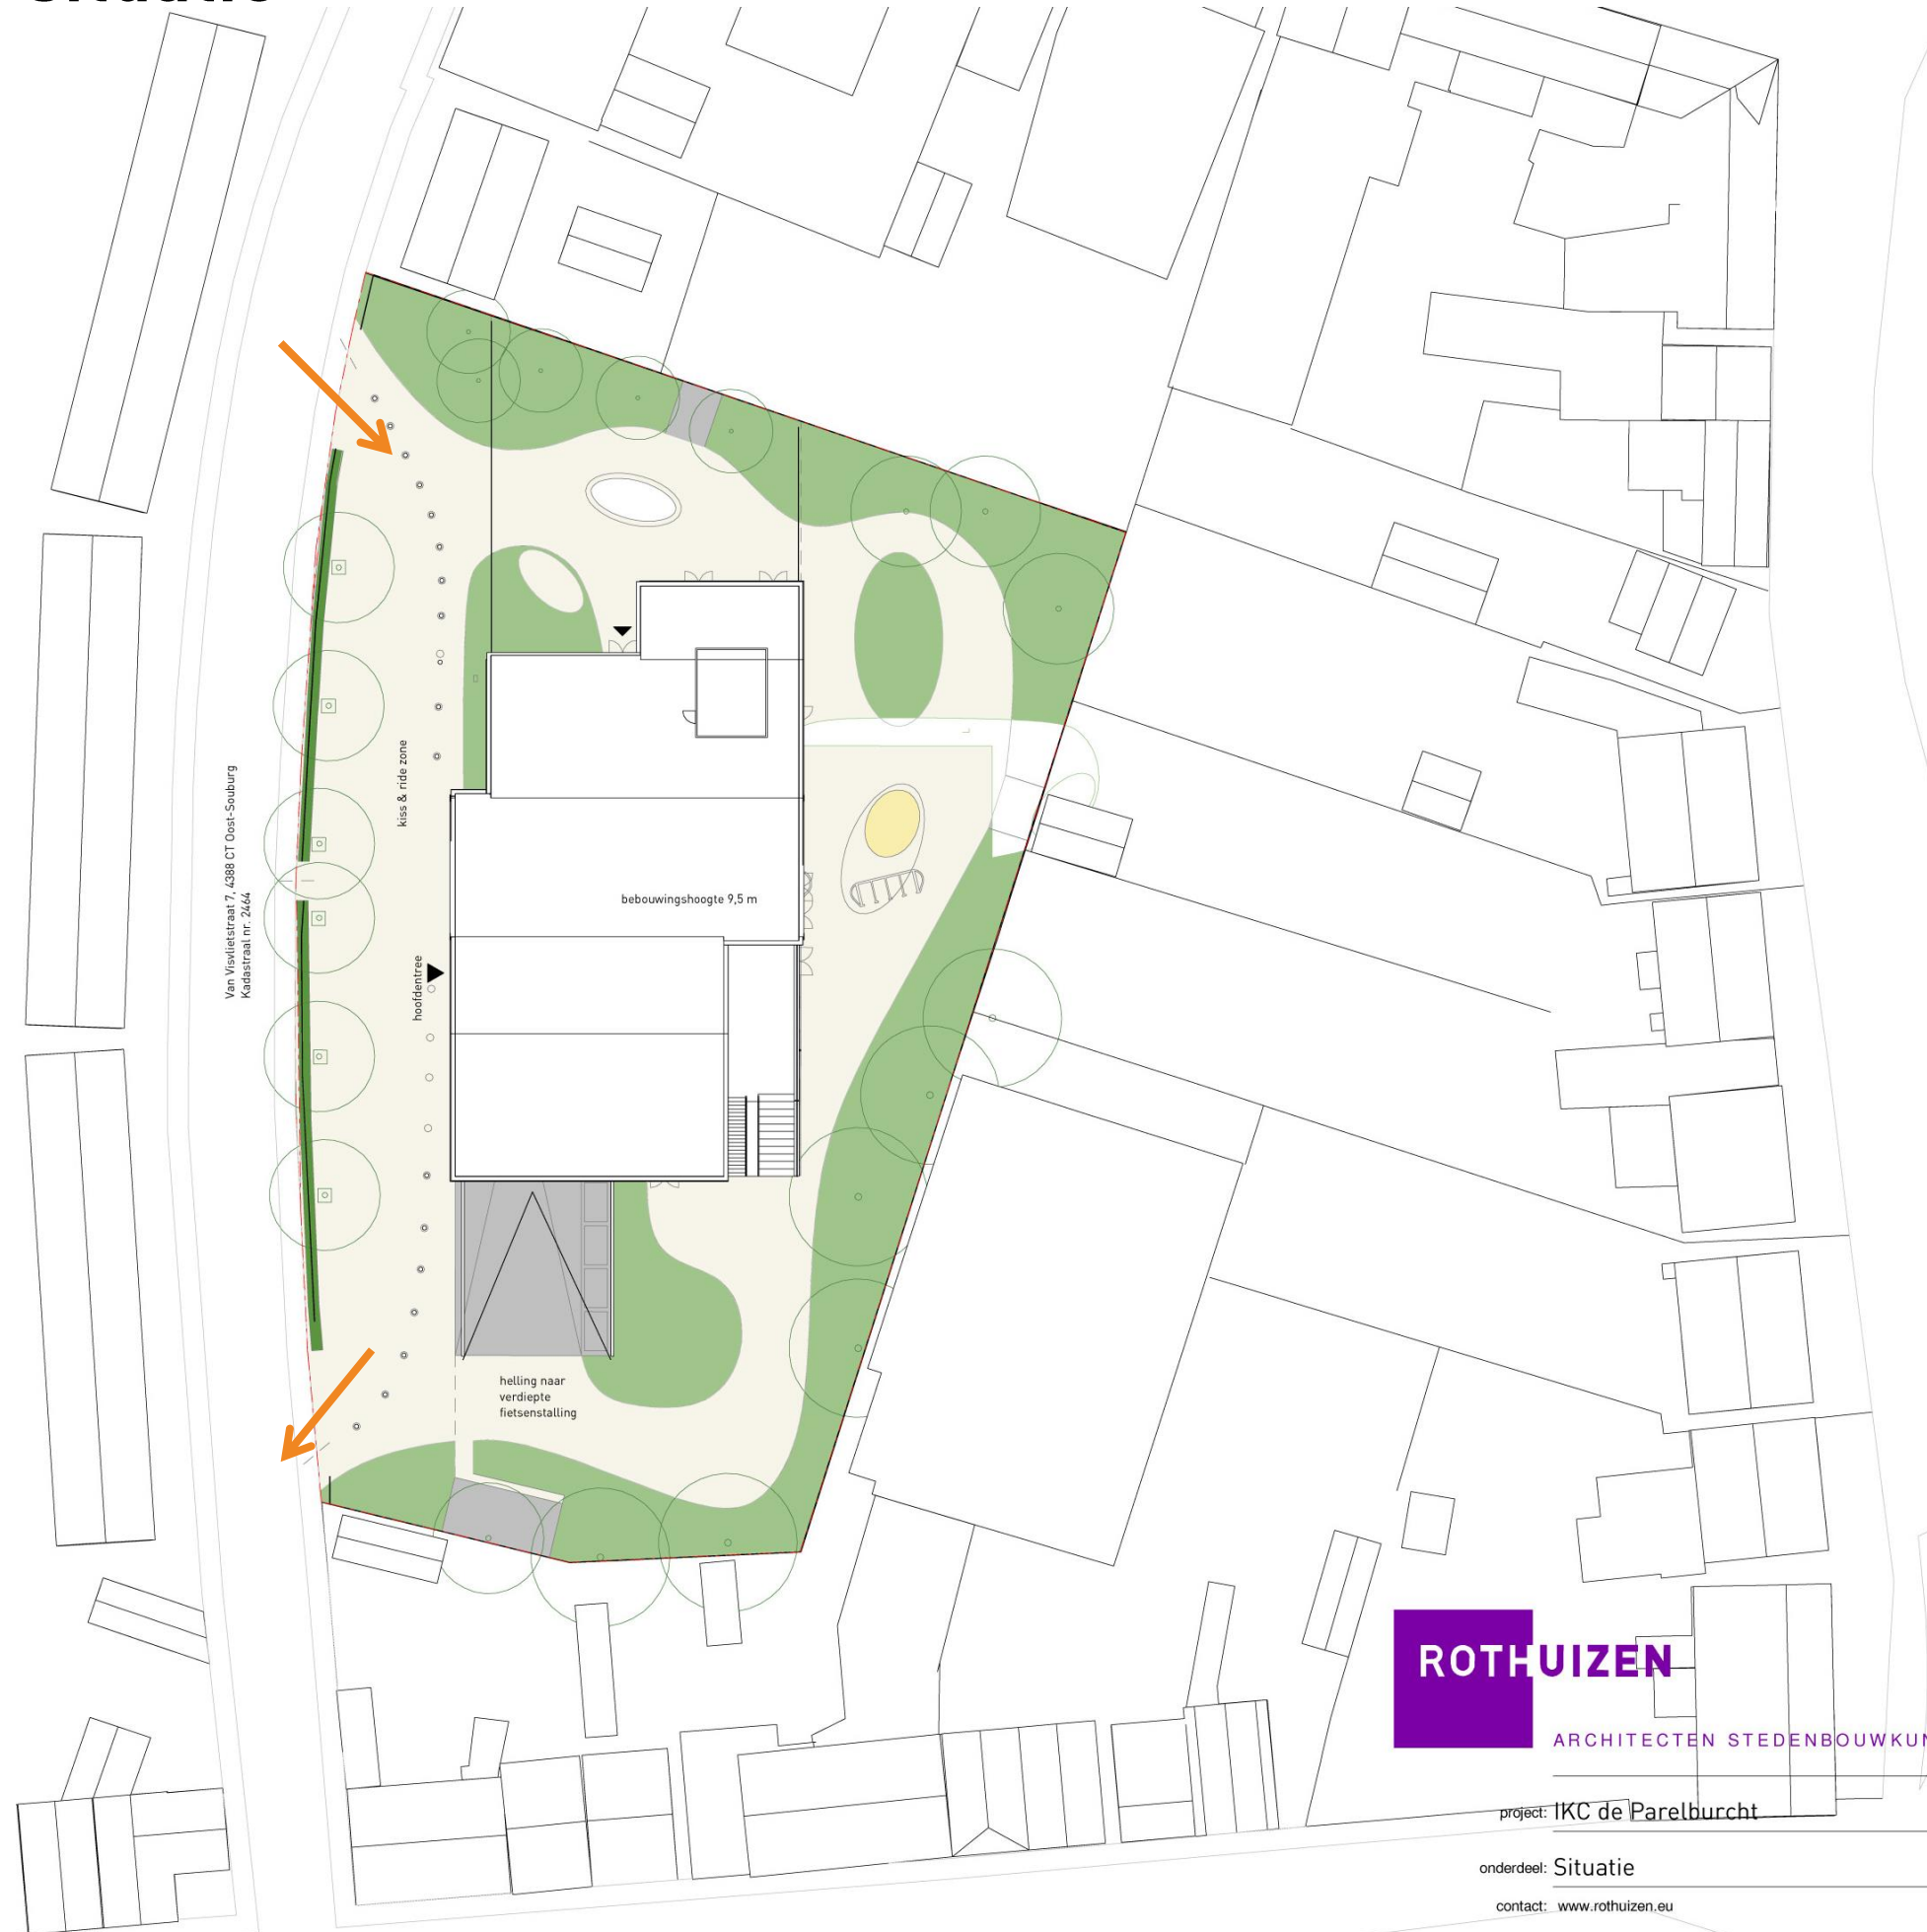 kiss & ride zone
Van Visvlietstraat 7, 4388 CT Oost-Souburg
Kadastraal nr. 2464
bebouwingshoogte 9,5 m
hoofdentree
helling naar
verdiepte
fietsenstalling
ROTHUIZEN
ARCHITECTEN
project: IKC de Parelburcht
onderdeel: Situatie
contact: www.rothuizen.eu